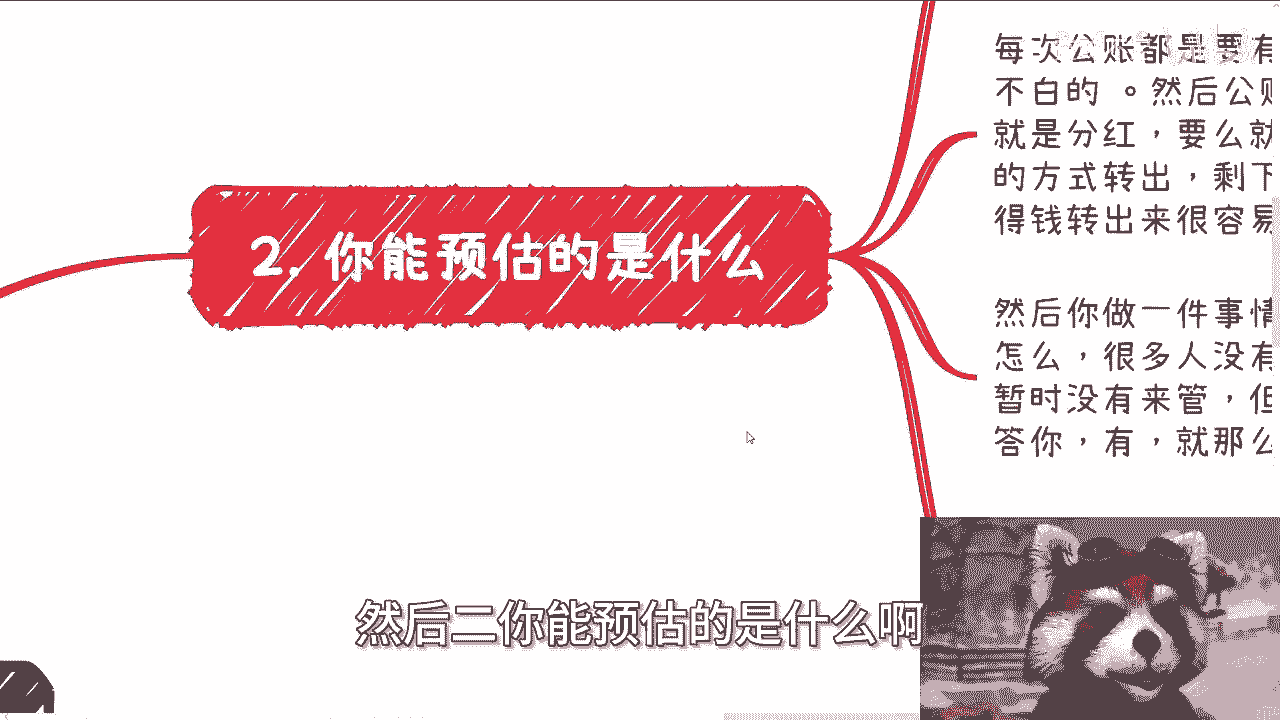 2. 你能预估的是什么
每次公账都是要有
不白的 。然后公账
就是分红，要么就
的方式转出，剩下
得钱转出来很容易
然后你做一件事情
怎么，很多人没有
暂时没有来管，但
答你，有，就那么
然后二你能预估的是什么啊